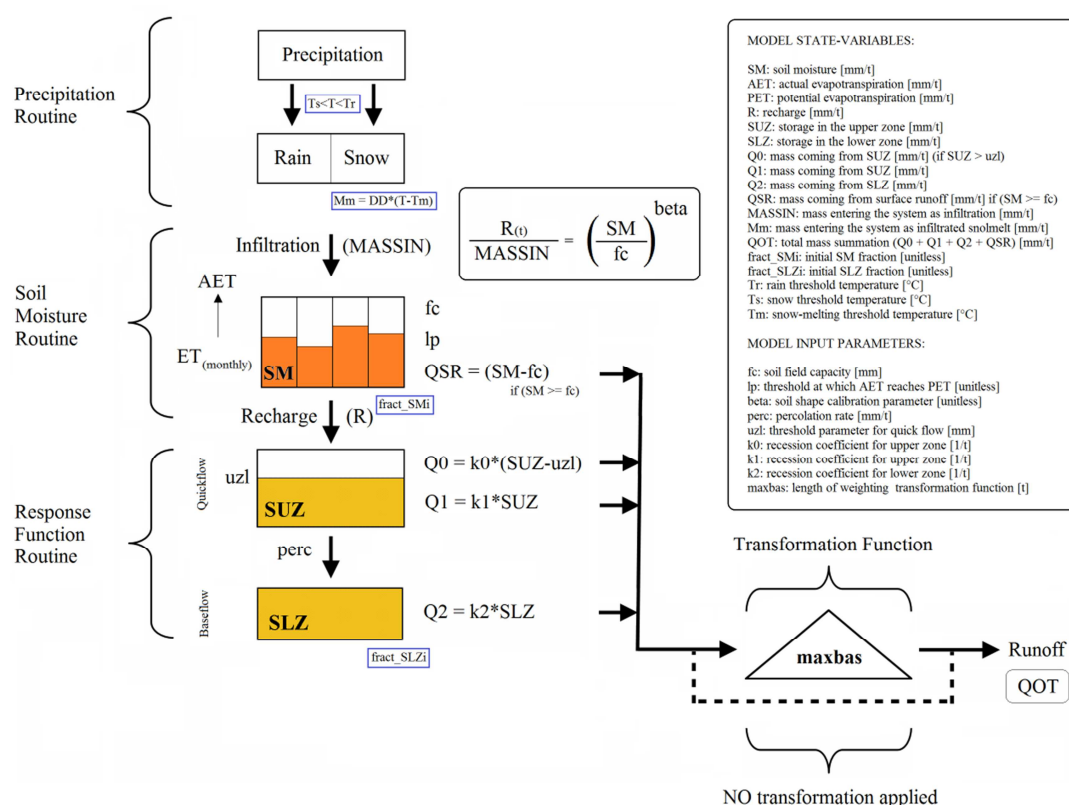 Precipitation
Routine
Precipitation
Ts<T<Tr
Rain
Snow
Mm = DD*(T-Tm)
R(t)
MASSIN
=
(SM
fc)
beta
Infiltration
(MASSIN)
Soil
Moisture
Routine
AET
ET(monthly)
fc
lp
SM
QSR = (SM-fc)
if (SM >= fc)
fract_SMi
Recharge
(R)
Response
Function
Routine
Quickflow
uzl
SUZ
Q0 = k0*(SUZ-uzl)
Q1 = k1*SUZ
perc
Baseflow
SLZ
Q2 = k2*SLZ
fract_SLZi
MODEL STATE-VARIABLES:
SM: soil moisture [mm/t]
AET: actual evapotranspiration [mm/t]
PET: potential evapotranspiration [mm/t]
R: recharge [mm/t]
SUZ: storage in the upper zone [mm/t]
SLZ: storage in the lower zone [mm/t]
Q0: mass coming from SUZ [mm/t] (if SUZ > uzl)
Q1: mass coming from SUZ [mm/t]
Q2: mass coming from SLZ [mm/t]
QSR: mass coming from surface runoff [mm/t] if (SM >= fc)
MASSIN: mass entering the system as infiltration [mm/t]
Mm: mass entering the system as infiltrated snolmelt [mm/t]
QOT: total mass summation (Q0 + Q1 + Q2 + QSR) [mm/t]
fract_SMi: initial SM fraction [unitless]
fract_SLZi: initial SLZ fraction [unitless]
Tr: rain threshold temperature [°C]
Ts: snow threshold temperature [°C]
Tm: snow-melting threshold temperature [°C]
MODEL INPUT PARAMETERS:
fc: soil field capacity [mm]
lp: threshold at which AET reaches PET [unitless]
beta: soil shape calibration parameter [unitless]
perc: percolation rate [mm/t]
uzl: threshold parameter for quick flow [mm]
k0: recession coefficient for upper zone [1/t]
k1: recession coefficient for upper zone [1/t]
k2: recession coefficient for lower zone [1/t]
maxbas: length of weighting transformation function [t]
Transformation Function
maxbas
Runoff
QOT
NO transformation applied